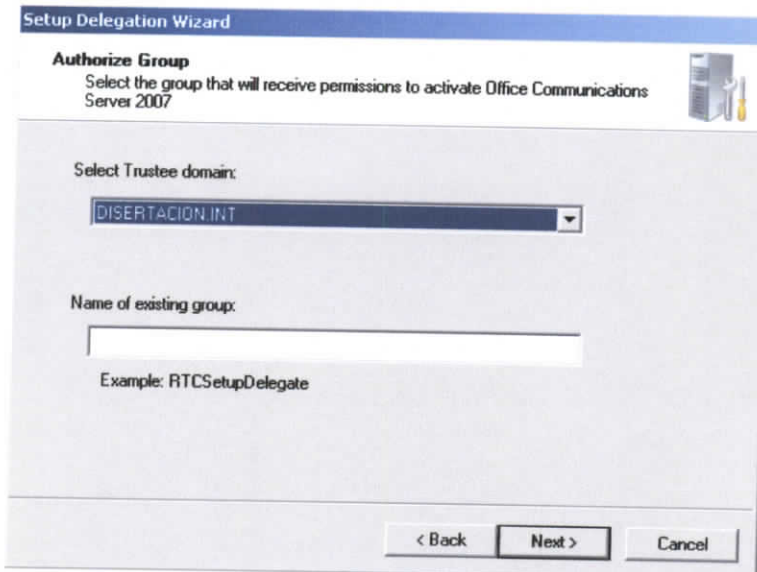 Setup Delegation Wizard
Authorize Group
Select the group that will receive permissions to activate Office Communications
Server 2007
Select Trustee domain:
DISERTACION.INT
Name of existing group:
Example: RTCSetupDelegate
< Back
Next >
Cancel